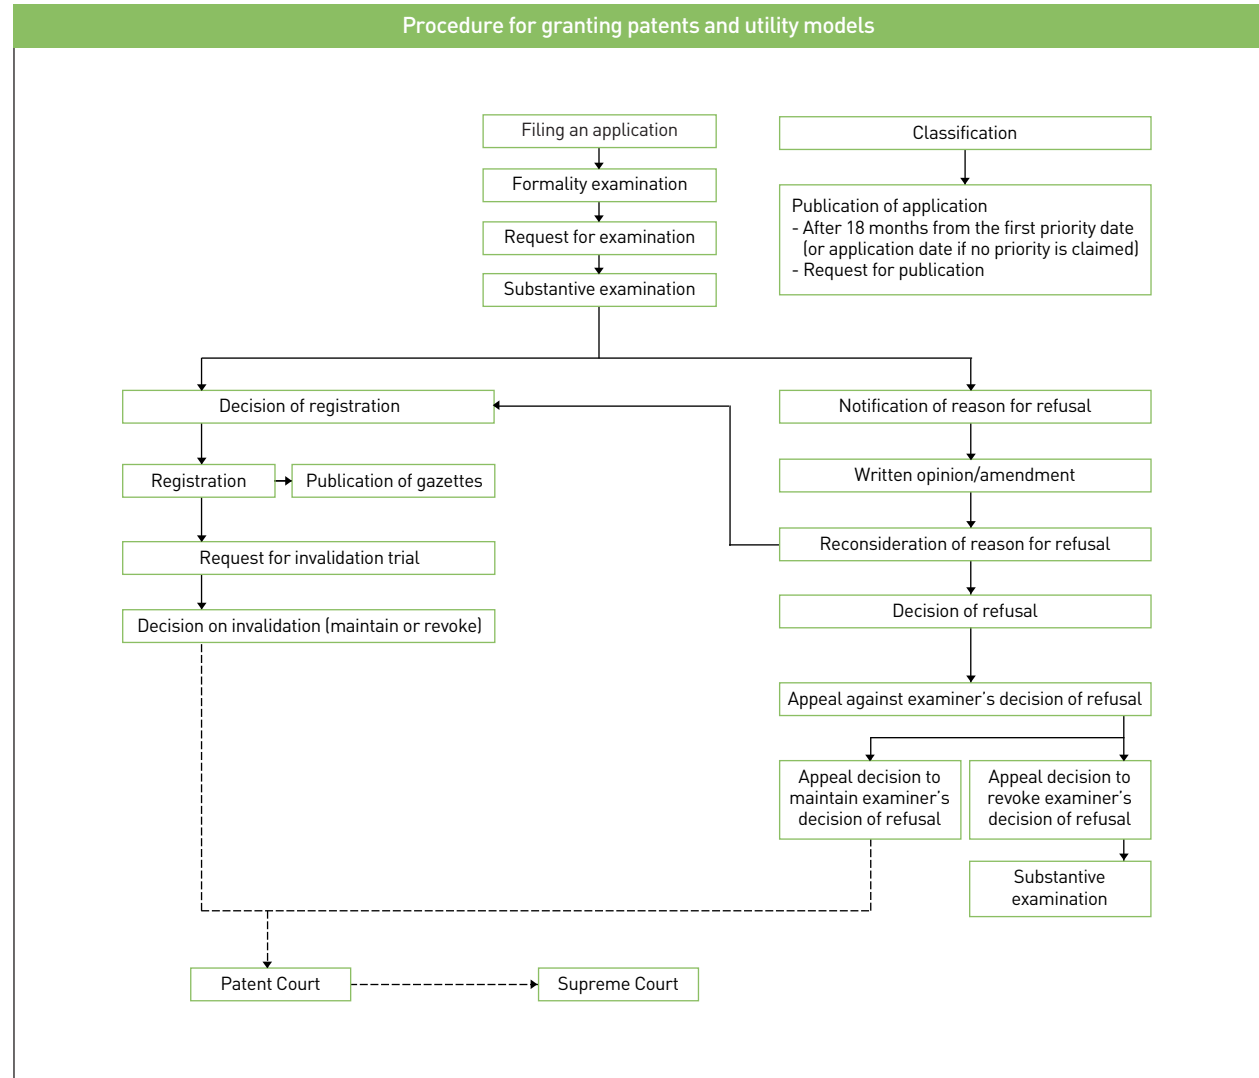 Procedure for granting patents and utility models
Filing an application
Formality examination
Request for examination
Substantive examination
Classification
Publication of application
- After 18 months from the first priority date
(or application date if no priority is claimed)
- Request for publication
Decision of registration
Registration
Publication of gazettes
Request for invalidation trial
Decision on invalidation (maintain or revoke)
Notification of reason for refusal
Written opinion/amendment
Reconsideration of reason for refusal
Decision of refusal
Appeal against examiner's decision of refusal
Appeal decision to
maintain examiner's
decision of refusal
Appeal decision to
revoke examiner's
decision of refusal
Substantive
examination
Patent Court
Supreme Court